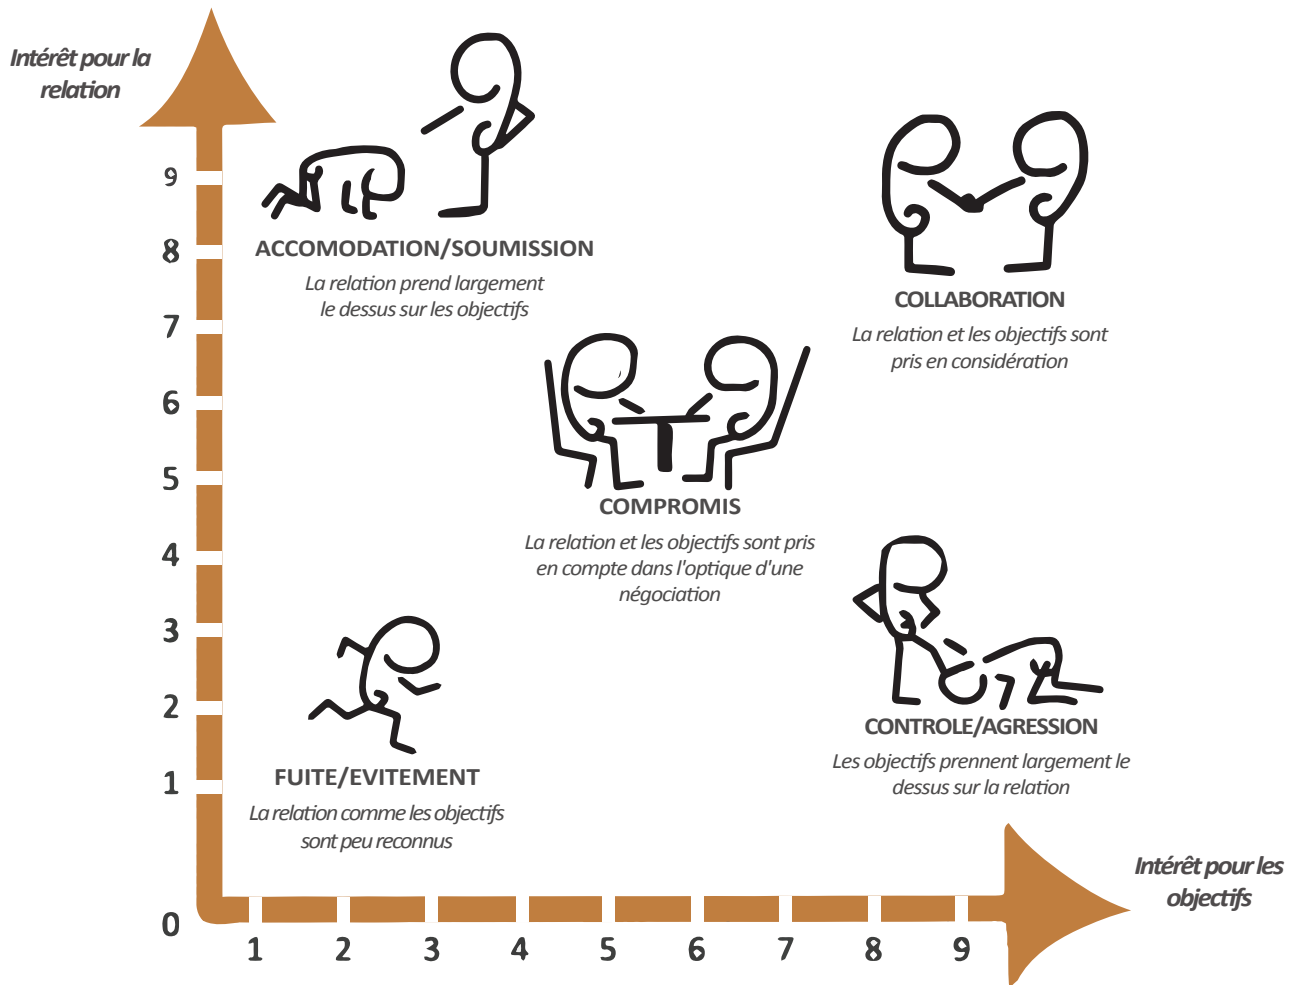 Intérêt pour la
relation
9
8
7
6
5
4
3
2
1
0
ACCOMODATION/SOUMISSION
La relation prend largement
le dessus sur les objectifs
COLLABORATION
La relation et les objectifs sont
pris en considération
COMPROMIS
La relation et les objectifs sont pris
en compte dans l'optique d'une
négociation
FUITE/EVITEMENT
La relation comme les objectifs
sont peu reconnus
CONTROLE/AGRESSION
Les objectifs prennent largement le
dessus sur la relation
1
2
3
4
5
6
7
8
9
Intérêt pour les
objectifs